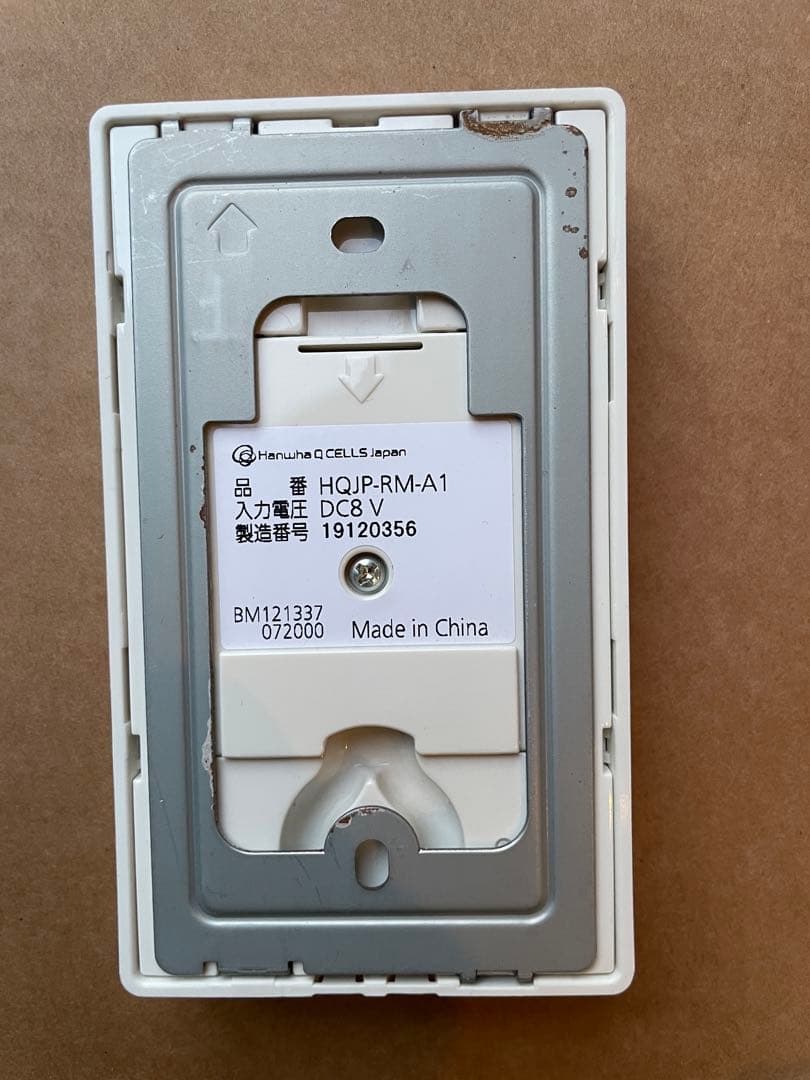 Hanwha Q CELLS Japan
品 番 HQJP-RM-A1
入力電圧 DC8 V
製造番号 19120356
BM121337
072000 Made in China